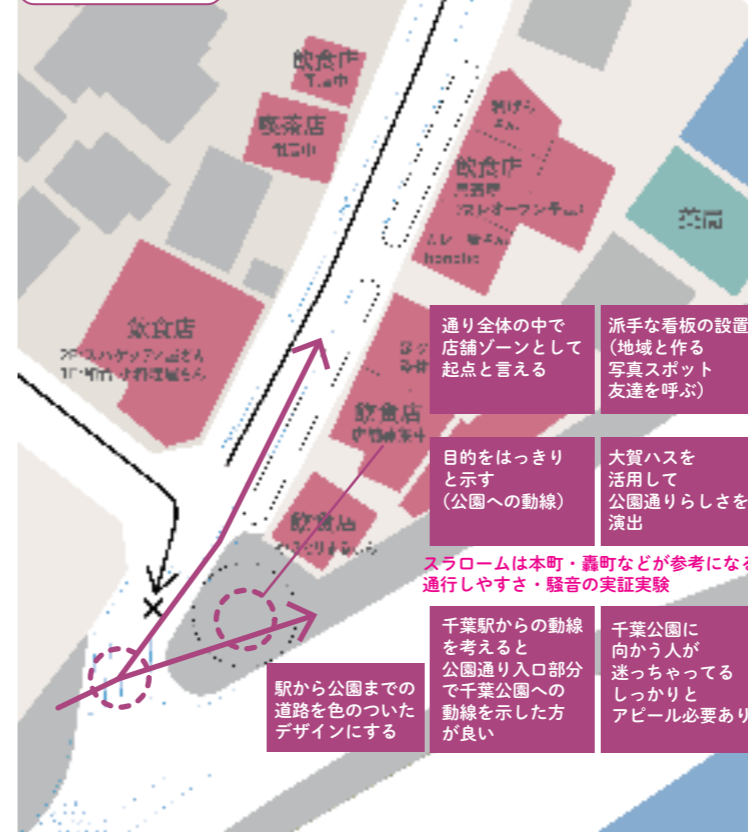 飲食店
喫茶店
飲食店
薬局
飲食店
通り全体の中で
店舗ゾーンとして
起点と言える
派手な看板の設置
(地域と作る
写真スポット
友達を呼ぶ)
飲食店
目的をはっきり
と示す
(公園への動線)
大賀ハスを
活用して
公園通りらしさを
演出
飲食店
スラロームは本町・轟町などが参考になる
通行しやすさ・騒音の実証実験
千葉駅からの動線
を考えると
公園通り入口部分
で千葉公園への
動線を示した方
が良い
千葉公園に
向かう人が
迷っちゃってる
しっかりと
アピール必要あり
駅から公園までの
道路を色のついた
デザインにする